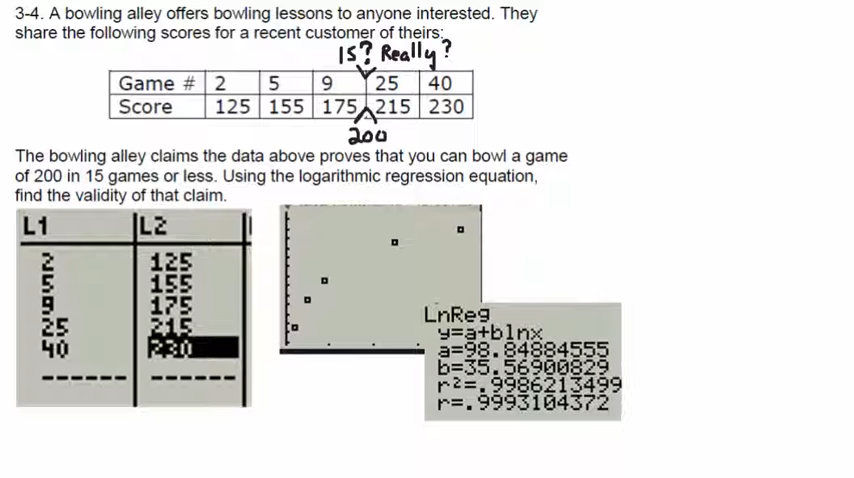 3-4. A bowling alley offers bowling lessons to anyone interested. They
share the following scores for a recent customer of theirs:
15? Really?
Game # 2 5 9 25 40
Score 125 155 175 215 230
200
The bowling alley claims the data above proves that you can bowl a game
of 200 in 15 games or less. Using the logarithmic regression equation,
find the validity of that claim.
L1 L2
2 125
5 155
9 175
25 215
40
------- -------
LnReg
y=a+blnx
a=98.84884555
b=35.56900829
r²=.9986213499
r=.9993104372